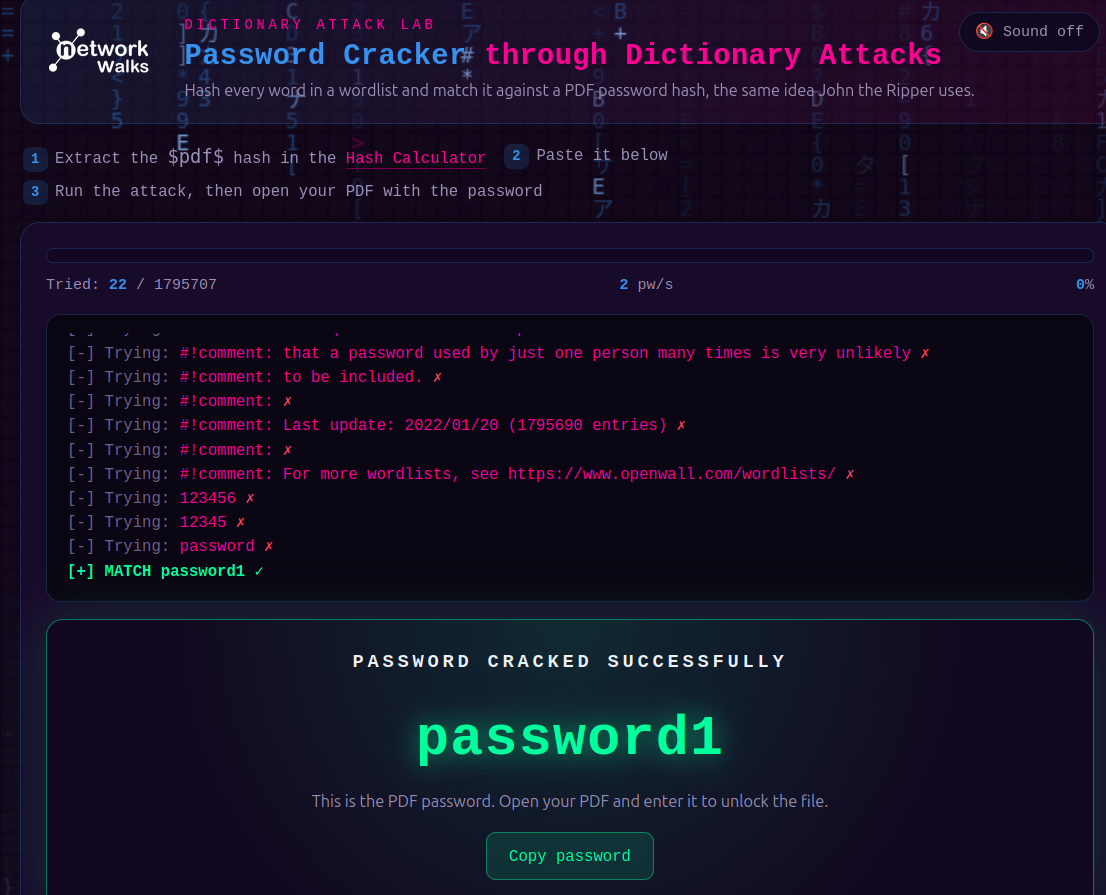 DICTIONARY ATTACK LAB
network
walks
Password Cracker through Dictionary Attacks
🔇 Sound off
Hash every word in a wordlist and match it against a PDF password hash, the same idea John the Ripper uses.
1 Extract the $pdf$ hash in the Hash Calculator 2 Paste it below
3 Run the attack, then open your PDF with the password
Tried: 22 / 1795707 2 pw/s 0%
[-] Trying: #!comment: that a password used by just one person many times is very unlikely ✗
[-] Trying: #!comment: to be included. ✗
[-] Trying: #!comment: ✗
[-] Trying: #!comment: Last update: 2022/01/20 (1795690 entries) ✗
[-] Trying: #!comment: ✗
[-] Trying: #!comment: For more wordlists, see https://www.openwall.com/wordlists/ ✗
[-] Trying: 123456 ✗
[-] Trying: 12345 ✗
[-] Trying: password ✗
[+] MATCH password1 ✓
PASSWORD CRACKED SUCCESSFULLY
password1
This is the PDF password. Open your PDF and enter it to unlock the file.
Copy password